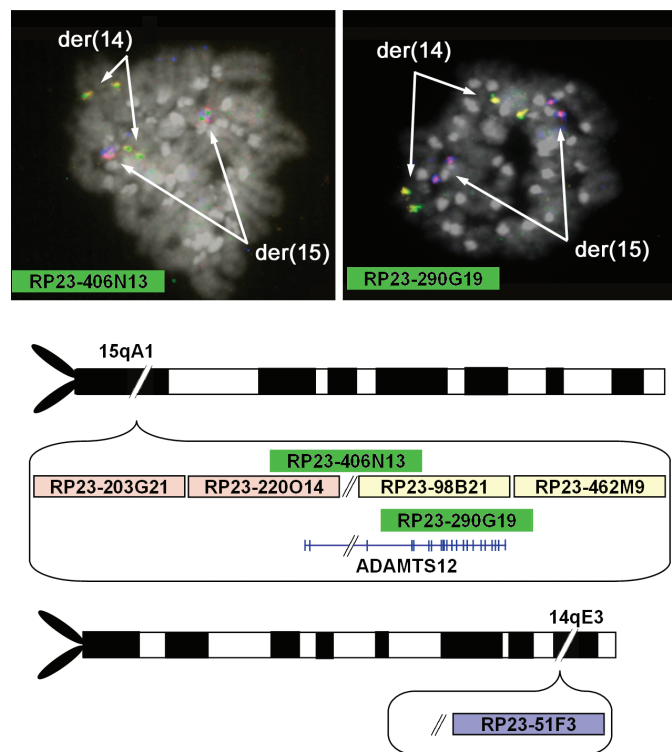 der(14)
der(15)
RP23-406N13
der(14)
der(15)
RP23-290G19
15qA1
RP23-406N13
RP23-203G21 RP23-220O14 RP23-98B21 RP23-462M9
RP23-290G19
ADAMTS12
14qE3
RP23-51F3